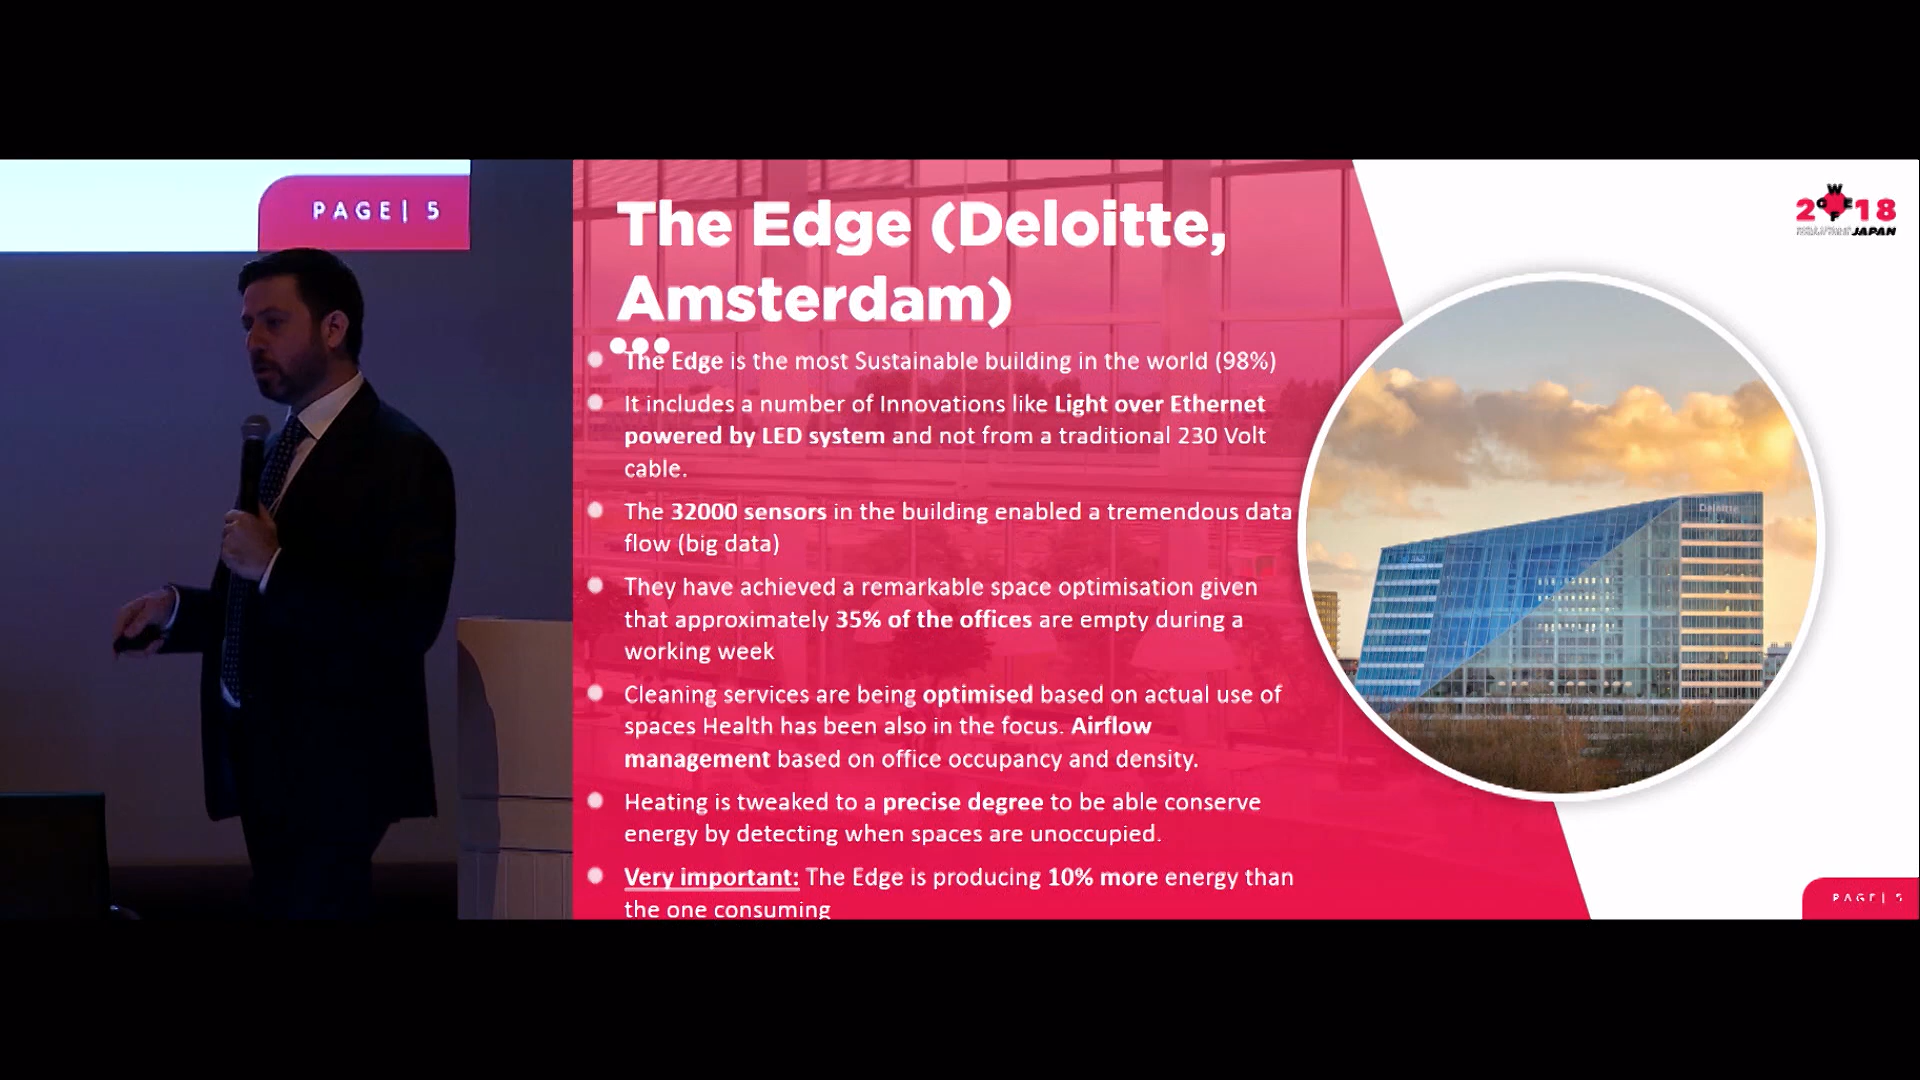 PAGE| 5
The Edge (Deloitte,
Amsterdam)
The Edge is the most Sustainable building in the world (98%)
It includes a number of Innovations like Light over Ethernet
powered by LED system and not from a traditional 230 Volt
cable.
The 32000 sensors in the building enabled a tremendous data
flow (big data)
They have achieved a remarkable space optimisation given
that approximately 35% of the offices are empty during a
working week
Cleaning services are being optimised based on actual use of
spaces Health has been also in the focus. Airflow
management based on office occupancy and density.
Heating is tweaked to a precise degree to be able conserve
energy by detecting when spaces are unoccupied.
Very important: The Edge is producing 10% more energy than
the one consuming
2018
JAPAN
Deloitte
PAGE| 5